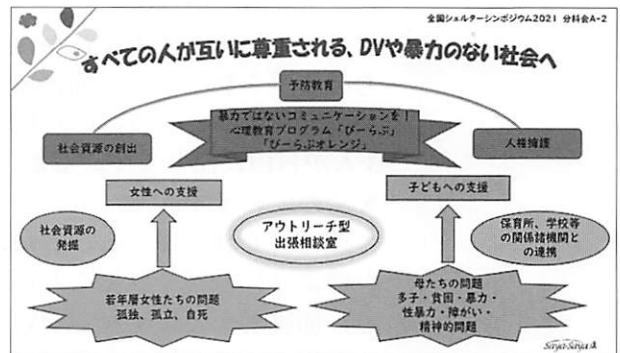 全国シェルターシンポジウム2021 分科会A-2
すべての人が互いに尊重される、DVや暴力のない社会へ
予防教育
暴力ではないコミュニケーションを！
心理教育プログラム「びーらぶ」
「びーらぶオレンジ」
社会資源の創出
人権擁護
女性への支援
子どもへの支援
社会資源の
発掘
アウトリーチ型
出張相談室
保育所、学校等
の関係諸機関と
の連携
若年層女性たちの問題
孤独、孤立、自死
母たちの問題
多子・貧困・暴力・
性暴力・障がい・
精神的問題
Saya-Saya